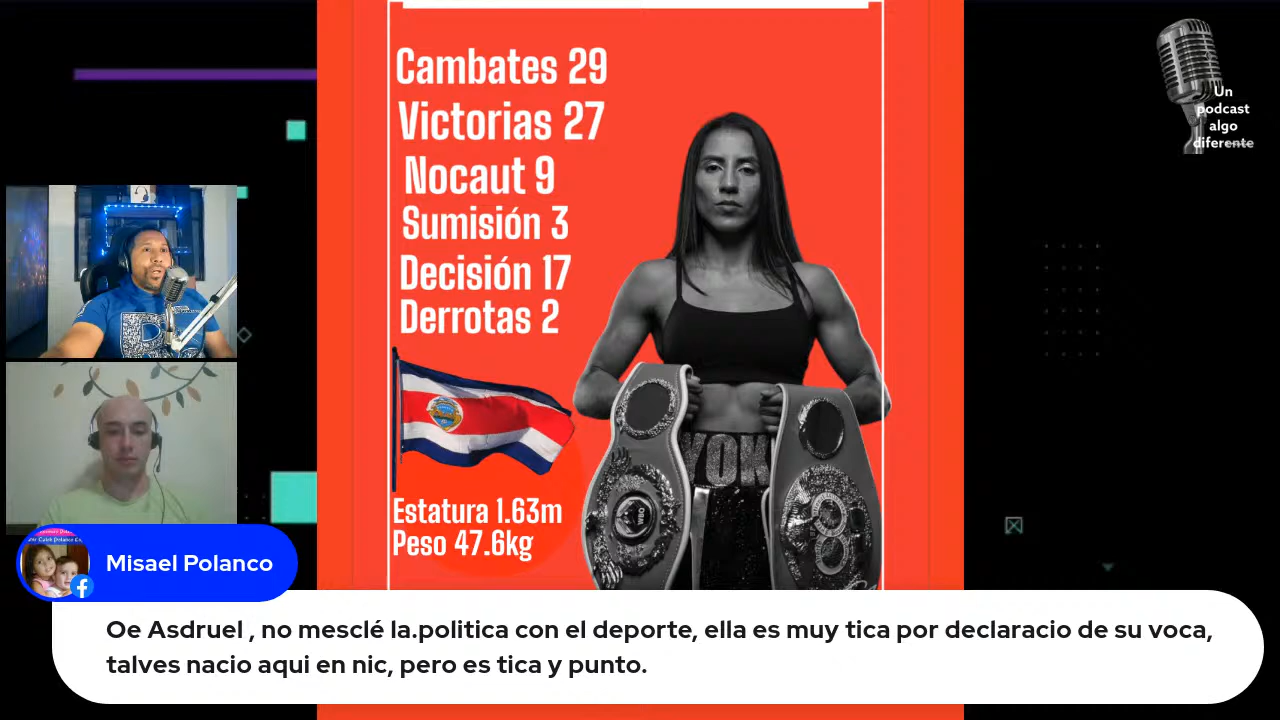 Cambates 29
Victorias 27
Nocaut 9
Sumisión 3
Decisión 17
Derrotas 2
Estatura 1.63m
Peso 47.6kg
YOK
WBO
Un
podcast
algo
diferente
Misael Polanco
Oe Asdruel , no mesclé la.politica con el deporte, ella es muy tica por declaracio de su voca,
talves nacio aqui en nic, pero es tica y punto.